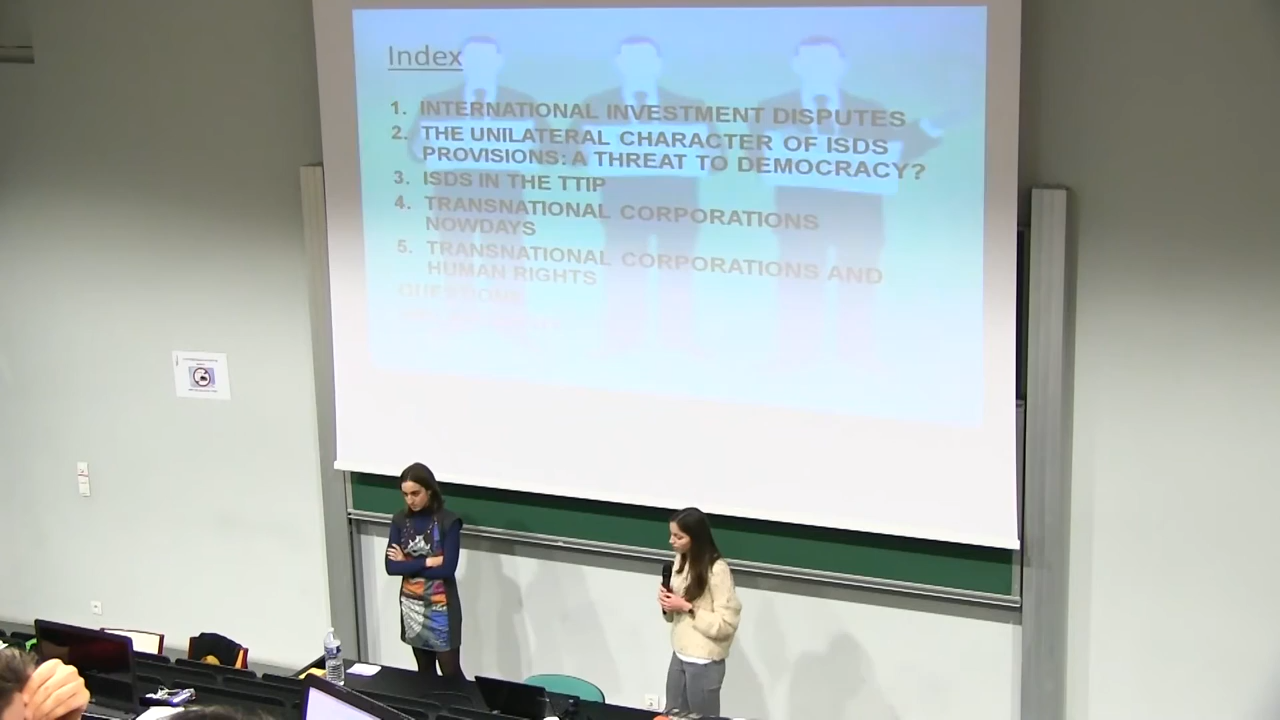 Index
1. INTERNATIONAL INVESTMENT DISPUTES
2. THE UNILATERAL CHARACTER OF ISDS
PROVISIONS: A THREAT TO DEMOCRACY?
3. ISDS IN THE TTIP
4. TRANSNATIONAL CORPORATIONS
NOWDAYS
5. TRANSNATIONAL CORPORATIONS AND
HUMAN RIGHTS
QUESTIONS